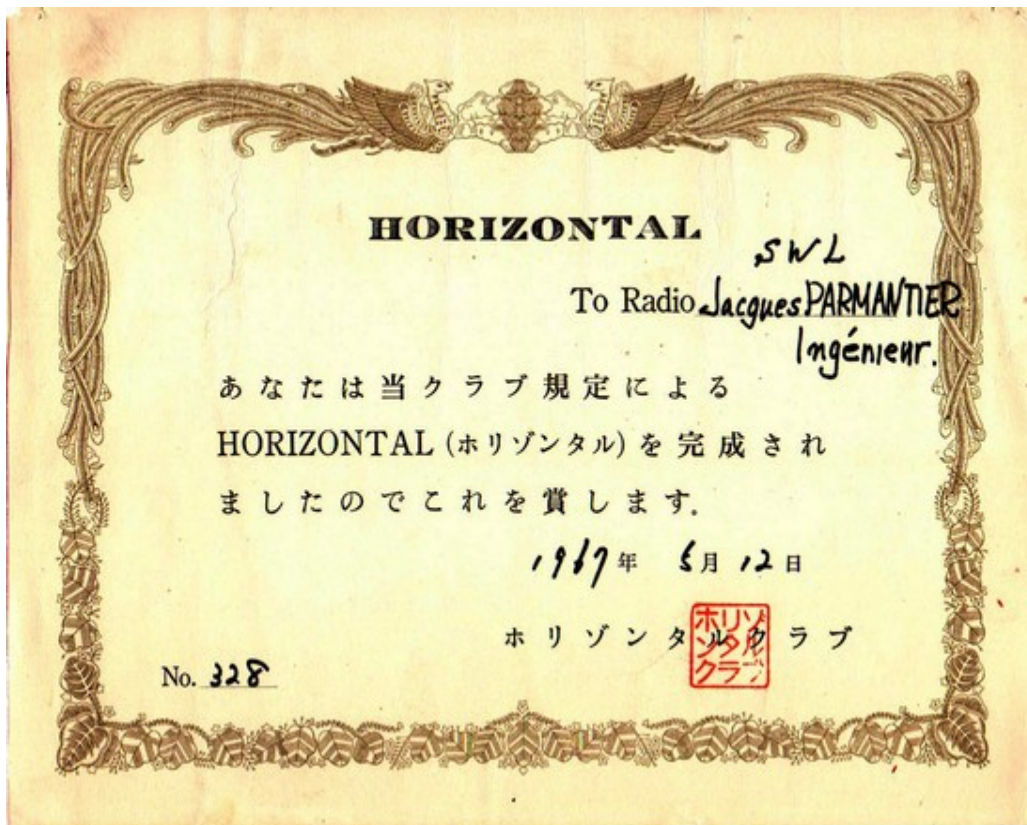 HORIZONTAL
SWL
To Radio Jacques PARMANTIER
Ingénieur.
あなたは当クラブ規定による
HORIZONTAL (ホリゾンタル) を完成され
ましたのでこれを賞します.
1967年 5月 12日
ホリゾンタルクラブ
ホリゾンタルクラブ
No. 328